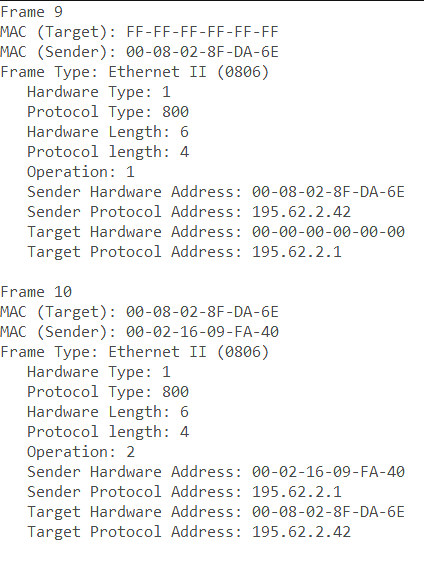 Frame 9
MAC (Target): FF-FF-FF-FF-FF-FF
MAC (Sender): 00-08-02-8F-DA-6E
Frame Type: Ethernet II (0806)
Hardware Type: 1
Protocol Type: 800
Hardware Length: 6
Protocol length: 4
Operation: 1
Sender Hardware Address: 00-08-02-8F-DA-6E
Sender Protocol Address: 195.62.2.42
Target Hardware Address: 00-00-00-00-00-00
Target Protocol Address: 195.62.2.1
Frame 10
MAC (Target): 00-08-02-8F-DA-6E
MAC (Sender): 00-02-16-09-FA-40
Frame Type: Ethernet II (0806)
Hardware Type: 1
Protocol Type: 800
Hardware Length: 6
Protocol length: 4
Operation: 2
Sender Hardware Address: 00-02-16-09-FA-40
Sender Protocol Address: 195.62.2.1
Target Hardware Address: 00-08-02-8F-DA-6E
Target Protocol Address: 195.62.2.42